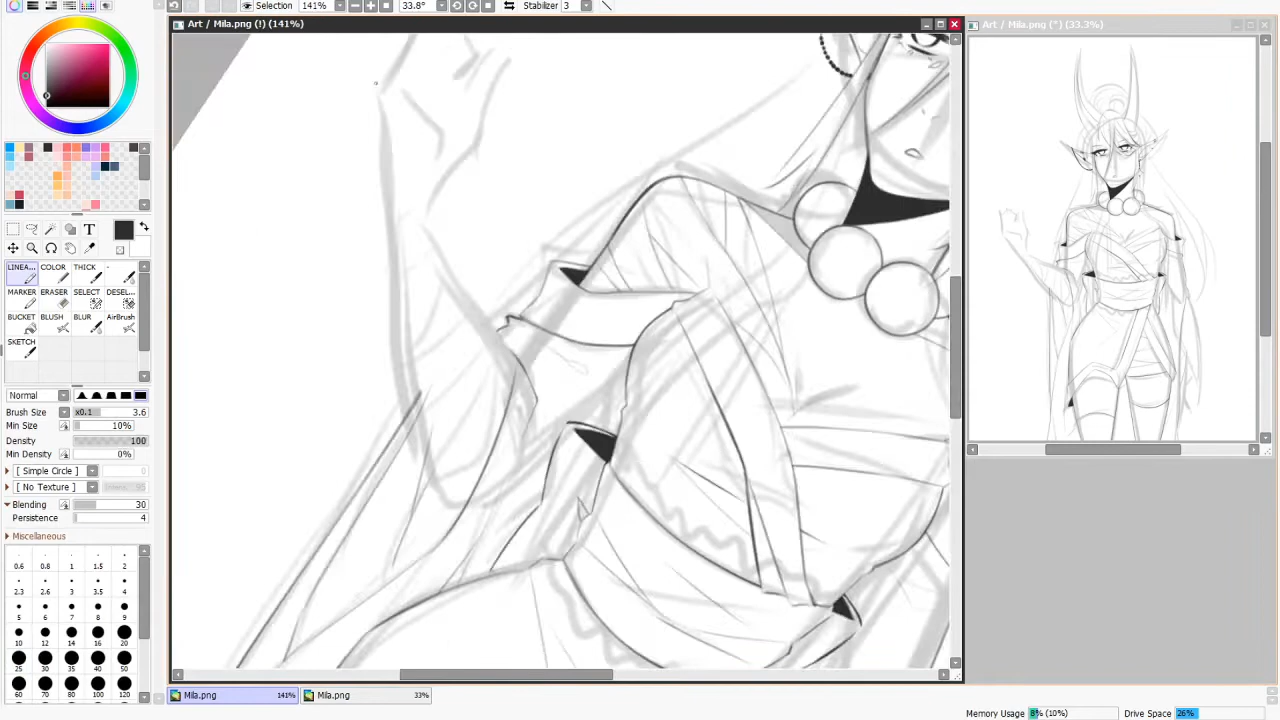 Selection 141% 33.8° Stabilizer 3
Art / Mila.png (!) (141%)
Art / Mila.png (*) (33.3%)
T
LINEA... COLOR THICK -
MARKER ERASER SELECT DESEL...
BUCKET BLUSH BLUR AirBrush
SKETCH
Normal
Brush Size x0.1 3.6
Min Size 10%
Density 100
Min Density 0%
[ Simple Circle ]
[ No Texture ]
Blending 30
Persistence 4
Miscellaneous
0.6 0.8 1 1.5 2
2.3 2.6 3 3.5 4
5 6 7 8 9
10 12 14 16 20
25 30 35 40 50
60 70 80 100 120
Mila.png 141% Mila.png 33%
Memory Usage 8% (10%) Drive Space 26%